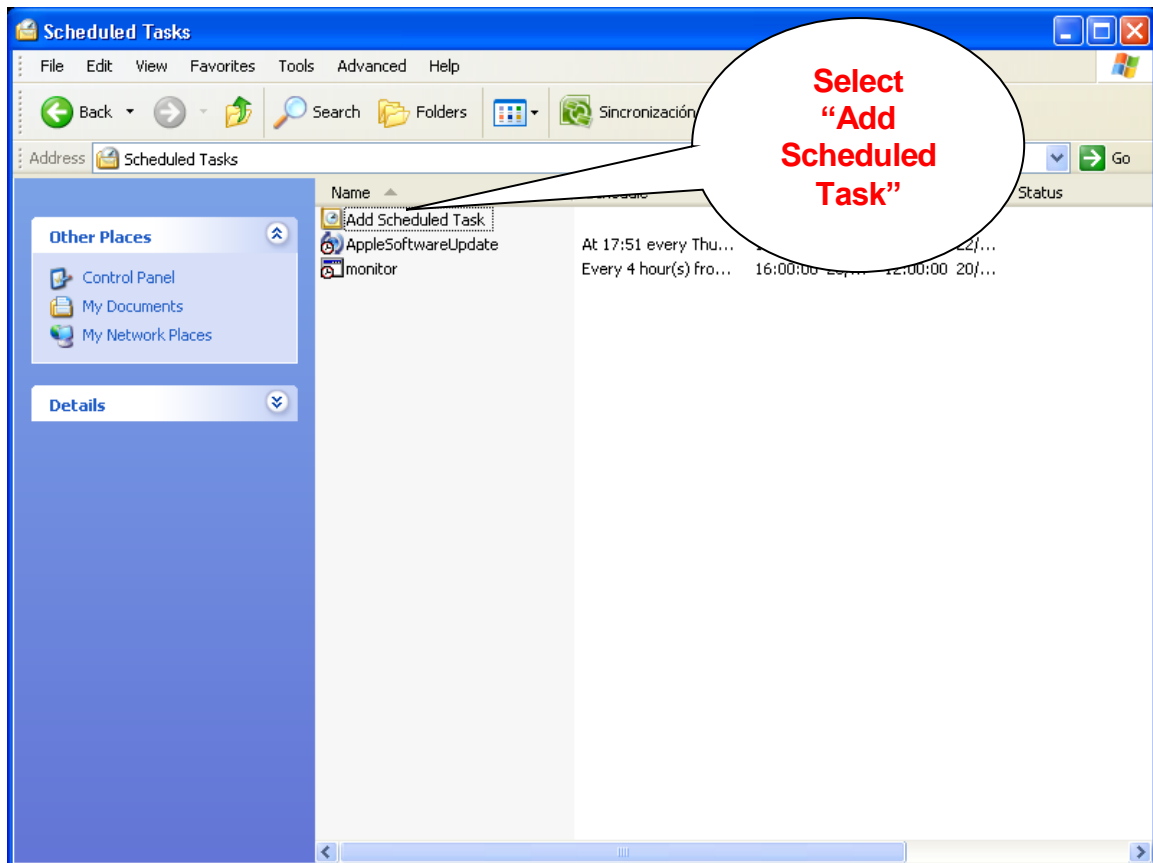 Scheduled Tasks
File Edit View Favorites Tools Advanced Help
Back Search Folders Sincronización
Address Scheduled Tasks Go
Select
“Add
Scheduled
Task”
Name Status
Add Scheduled Task
AppleSoftwareUpdate At 17:51 every Thu... 22/...
monitor Every 4 hour(s) fro... 16:00:00 12:00:00 20/...
Other Places
Control Panel
My Documents
My Network Places
Details